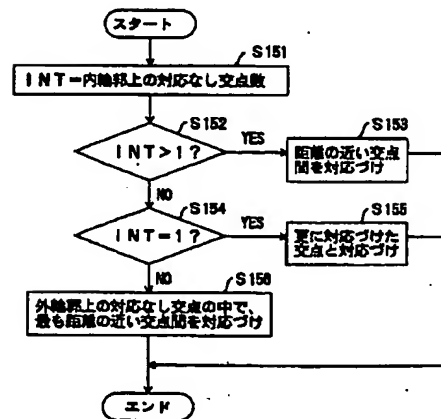 スタート
S151
INT=内輪郭上の対応なし交点数
S152
INT>1?
YES
S153
距離の近い交点
間を対応づけ
NO
S154
INT=1?
YES
S155
更に対応づけた
交点と対応づけ
NO
S156
外輪郭上の対応なし交点の中で、
最も距離の近い交点間を対応づけ
エンド